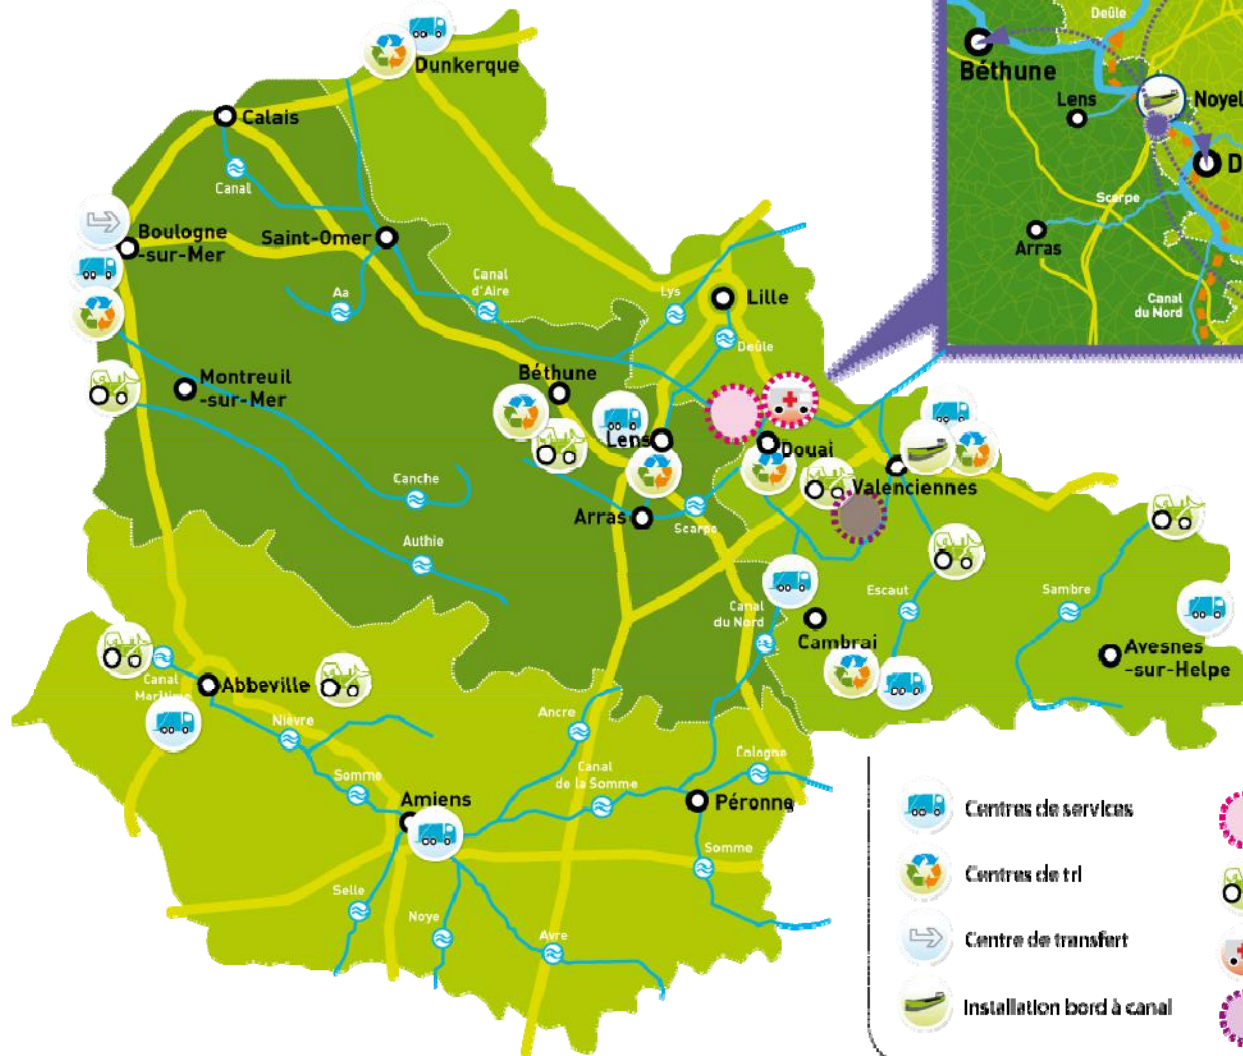 Dunkerque
Calais
Canal
Boulogne
-sur-Mer
Saint-Omer
Aa
Canal
d'Aire
Lys
Lille
Deûle
Montreuil
-sur-Mer
Béthune
Lens
Douai
Valenciennes
Canche
Arras
Scarpe
Authie
Canal
du Nord
Escaut
Sambre
Cambrai
Avesnes
-sur-Helpe
Canal
Maritime
Abbeville
Nièvre
Ancre
Somme
Canal
de la Somme
Cologne
Amiens
Péronne
Somme
Selle
Noye
Avre
Deûle
Béthune
Lens
Noyel
D
Scarpe
Arras
Canal
du Nord
Centres de services
Centres de tri
Centre de transfert
Installation bord à canal